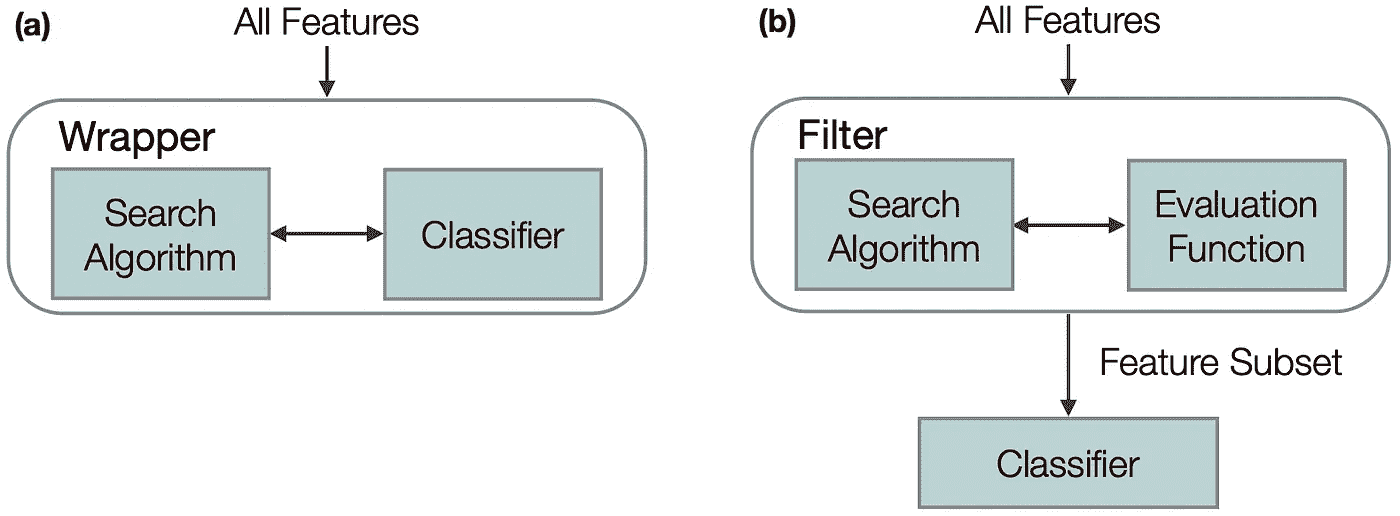 (a)
All Features
Wrapper
Search
Algorithm
Classifier
(b)
All Features
Filter
Search
Algorithm
Evaluation
Function
Feature Subset
Classifier